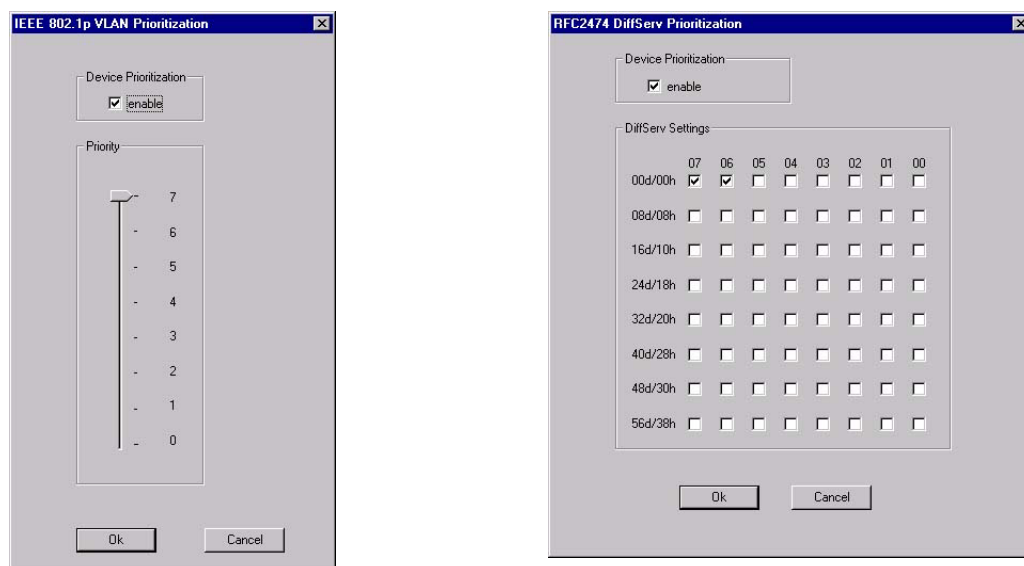 IEEE 802.1p VLAN Prioritization
Device Prioritization
enable
Priority
7
6
5
4
3
2
1
0
Ok Cancel
RFC2474 DiffServ Prioritization
Device Prioritization
enable
DiffServ Settings
07 06 05 04 03 02 01 00
00d/00h
08d/08h
16d/10h
24d/18h
32d/20h
40d/28h
48d/30h
56d/38h
Ok Cancel